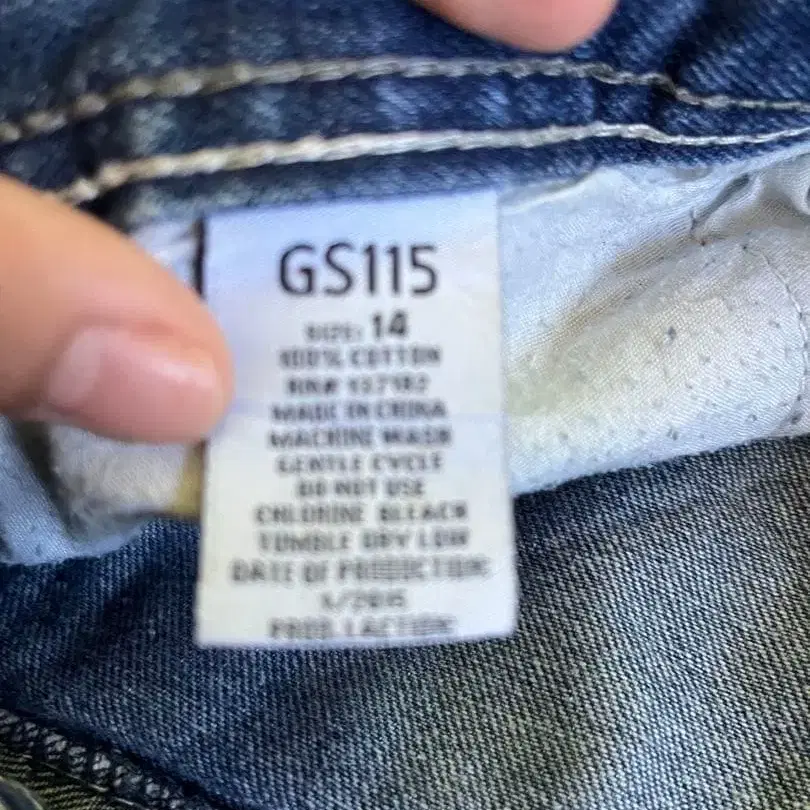 GS115
SIZE: 14
100% COTTON
RN#
MADE IN CHINA
MACHINE WASH
GENTLE CYCLE
DO NOT USE
CHLORINE BLEACH
TUMBLE DRY LOW
DATE OF PRODUCTION: